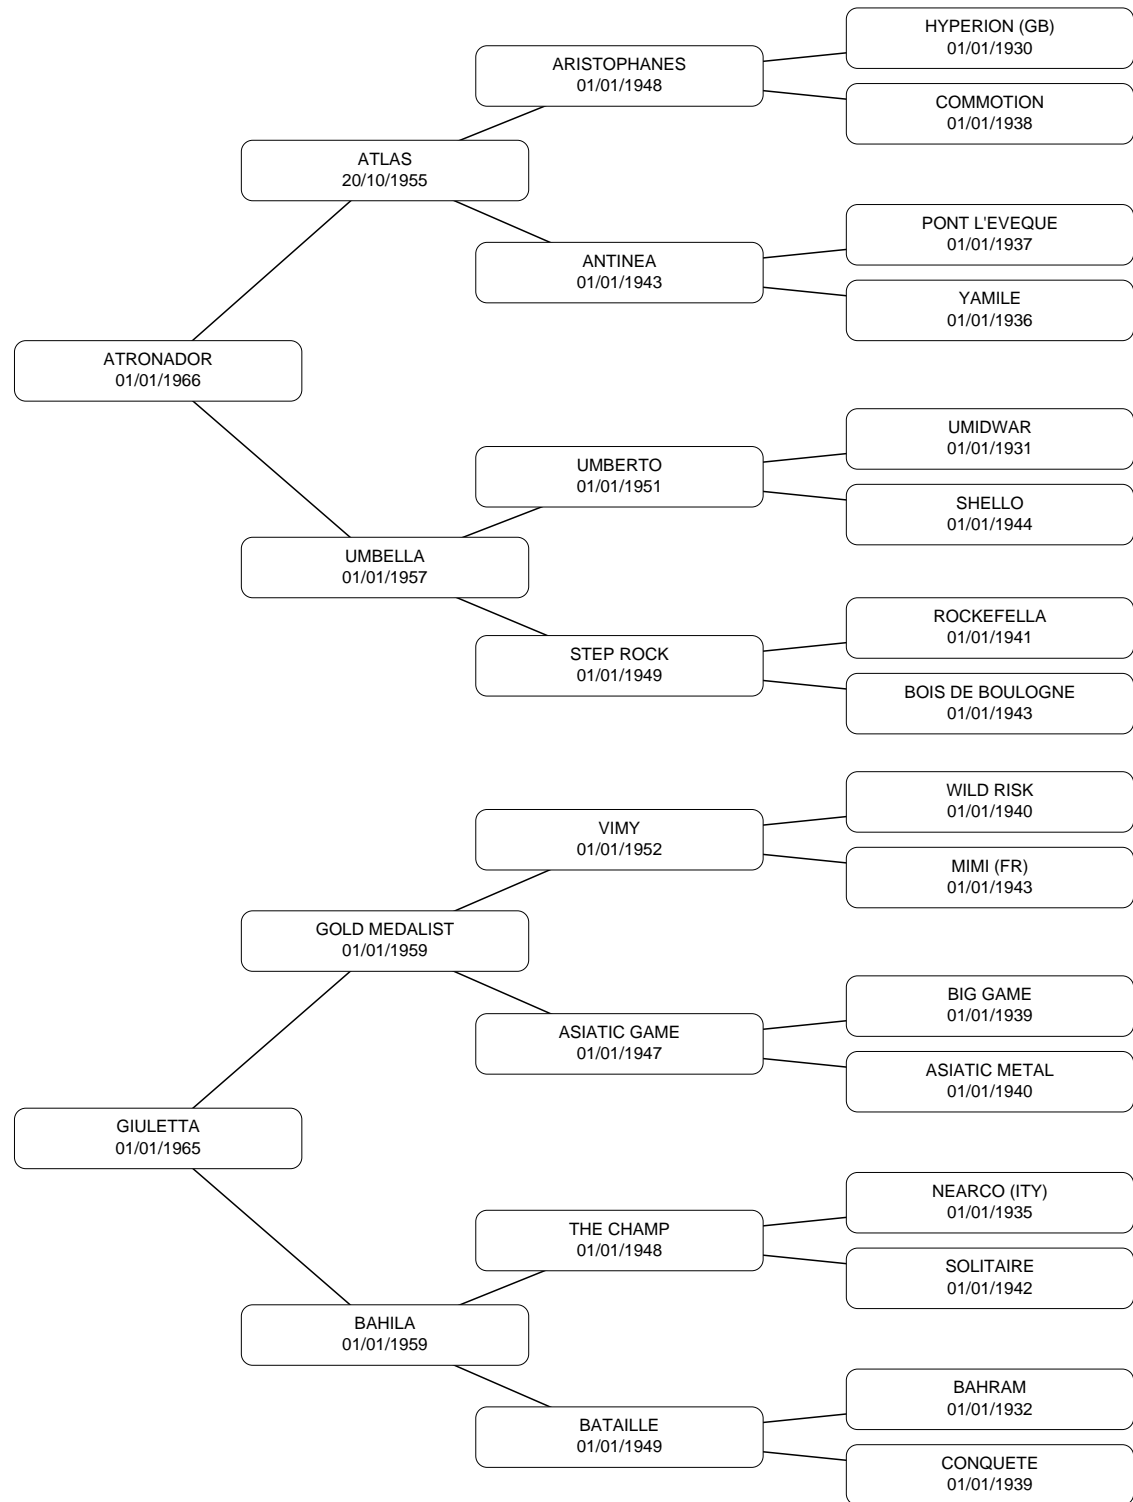 HYPERION (GB)
01/01/1930
ARISTOPHANES
01/01/1948
COMMOTION
01/01/1938
ATLAS
20/10/1955
PONT L'EVEQUE
01/01/1937
ANTINEA
01/01/1943
YAMILE
01/01/1936
ATRONADOR
01/01/1966
UMIDWAR
01/01/1931
UMBERTO
01/01/1951
SHELLO
01/01/1944
UMBELLA
01/01/1957
ROCKEFELLA
01/01/1941
STEP ROCK
01/01/1949
BOIS DE BOULOGNE
01/01/1943
WILD RISK
01/01/1940
VIMY
01/01/1952
MIMI (FR)
01/01/1943
GOLD MEDALIST
01/01/1959
BIG GAME
01/01/1939
ASIATIC GAME
01/01/1947
ASIATIC METAL
01/01/1940
GIULETTA
01/01/1965
NEARCO (ITY)
01/01/1935
THE CHAMP
01/01/1948
SOLITAIRE
01/01/1942
BAHILA
01/01/1959
BAHRAM
01/01/1932
BATAILLE
01/01/1949
CONQUETE
01/01/1939